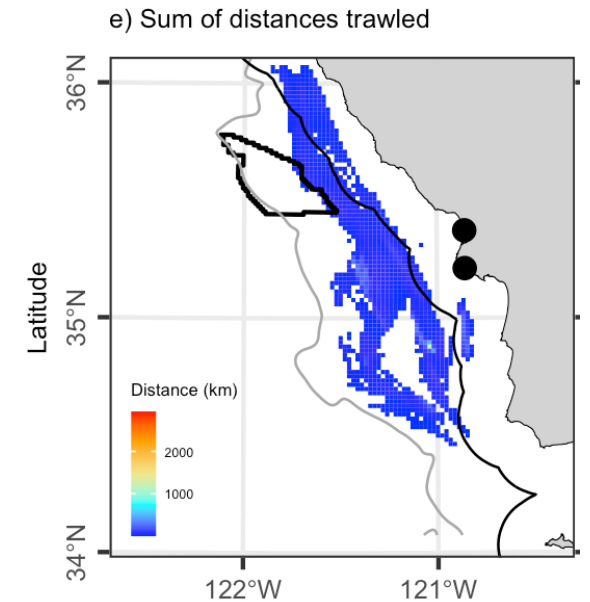 e) Sum of distances trawled
36°N
Latitude
35°N
Distance (km)
2000
1000
34°N
122°W
121°W